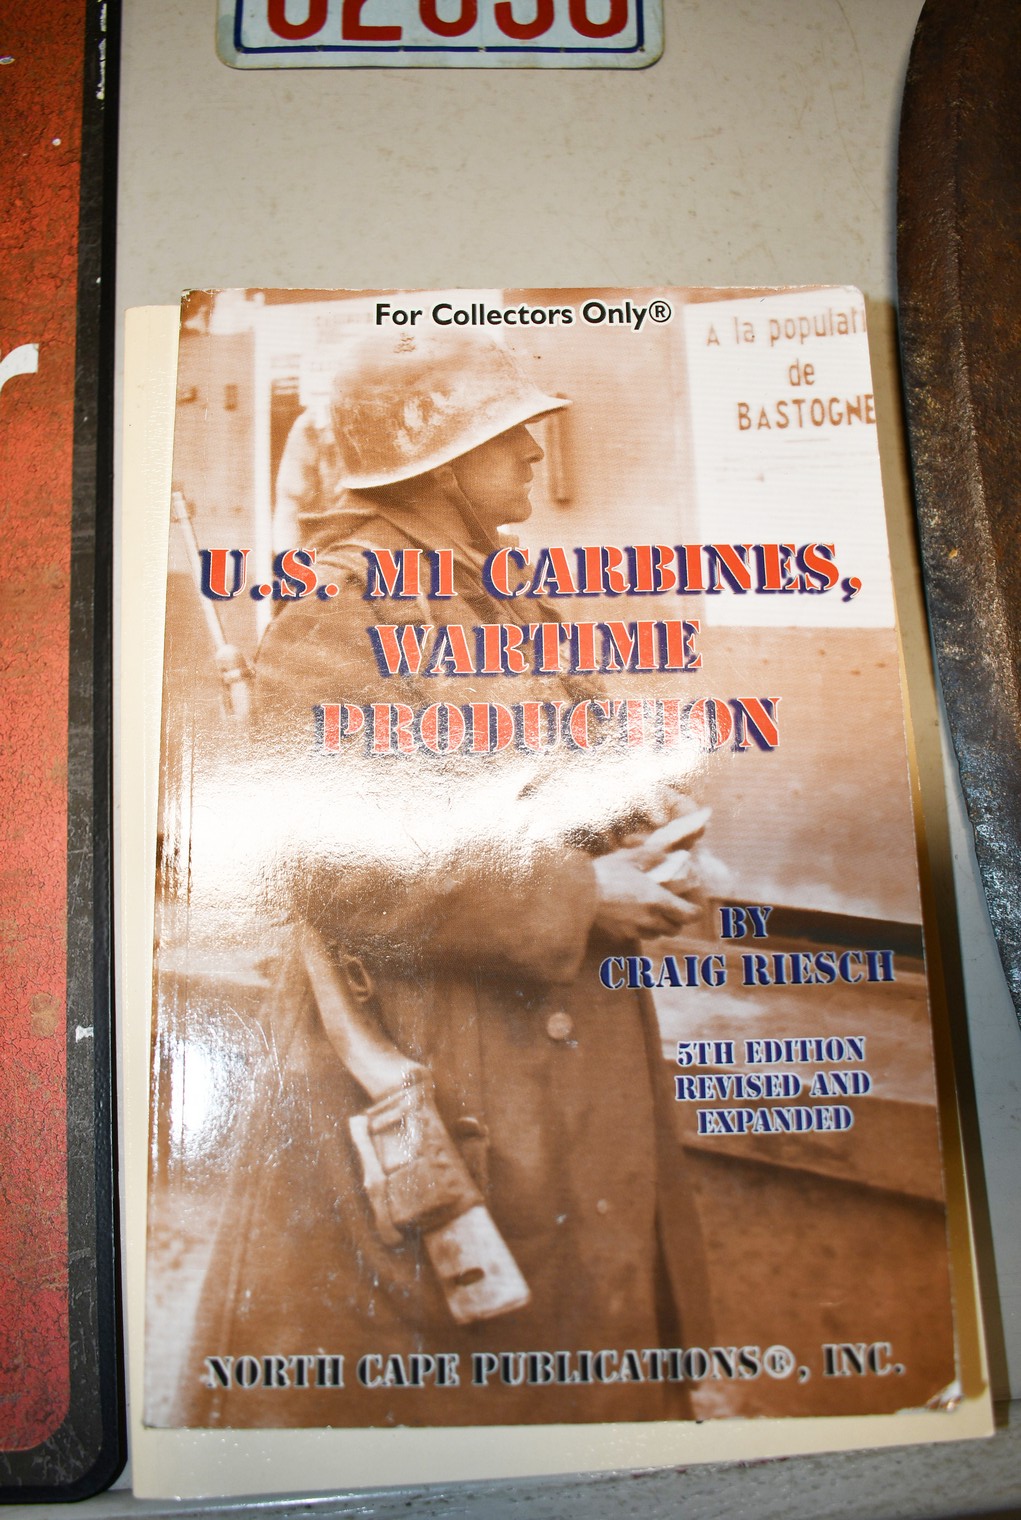 For Collectors Only®
A la populati
de
BASTOGNE
U.S. M1 CARBINES,
WARTIME
PRODUCTION
BY
CRAIG RIESCH
5TH EDITION
REVISED AND
EXPANDED
NORTH CAPE PUBLICATIONS®, INC.